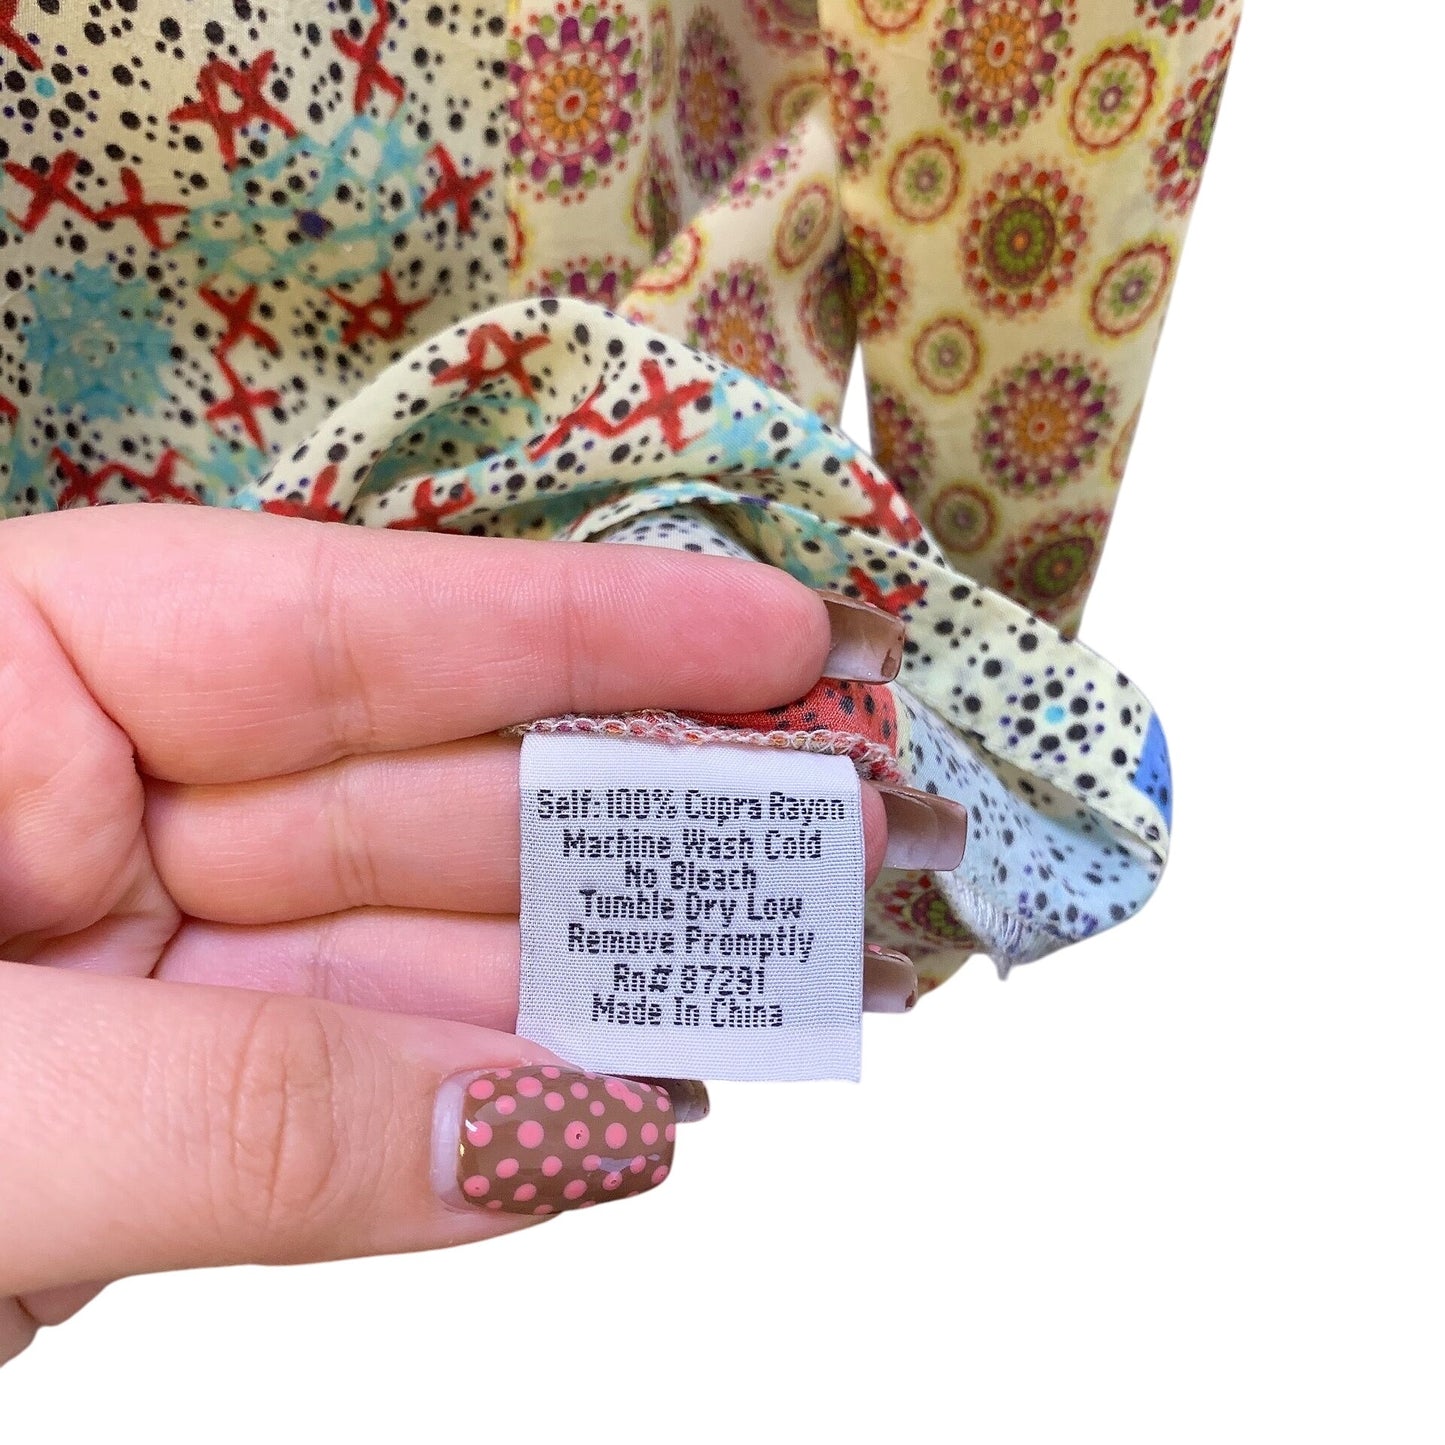 Self: 100% Cupra Rayon
Machine Wash Cold
No Bleach
Tumble Dry Low
Remove Promptly
Rn# 87291
Made In China